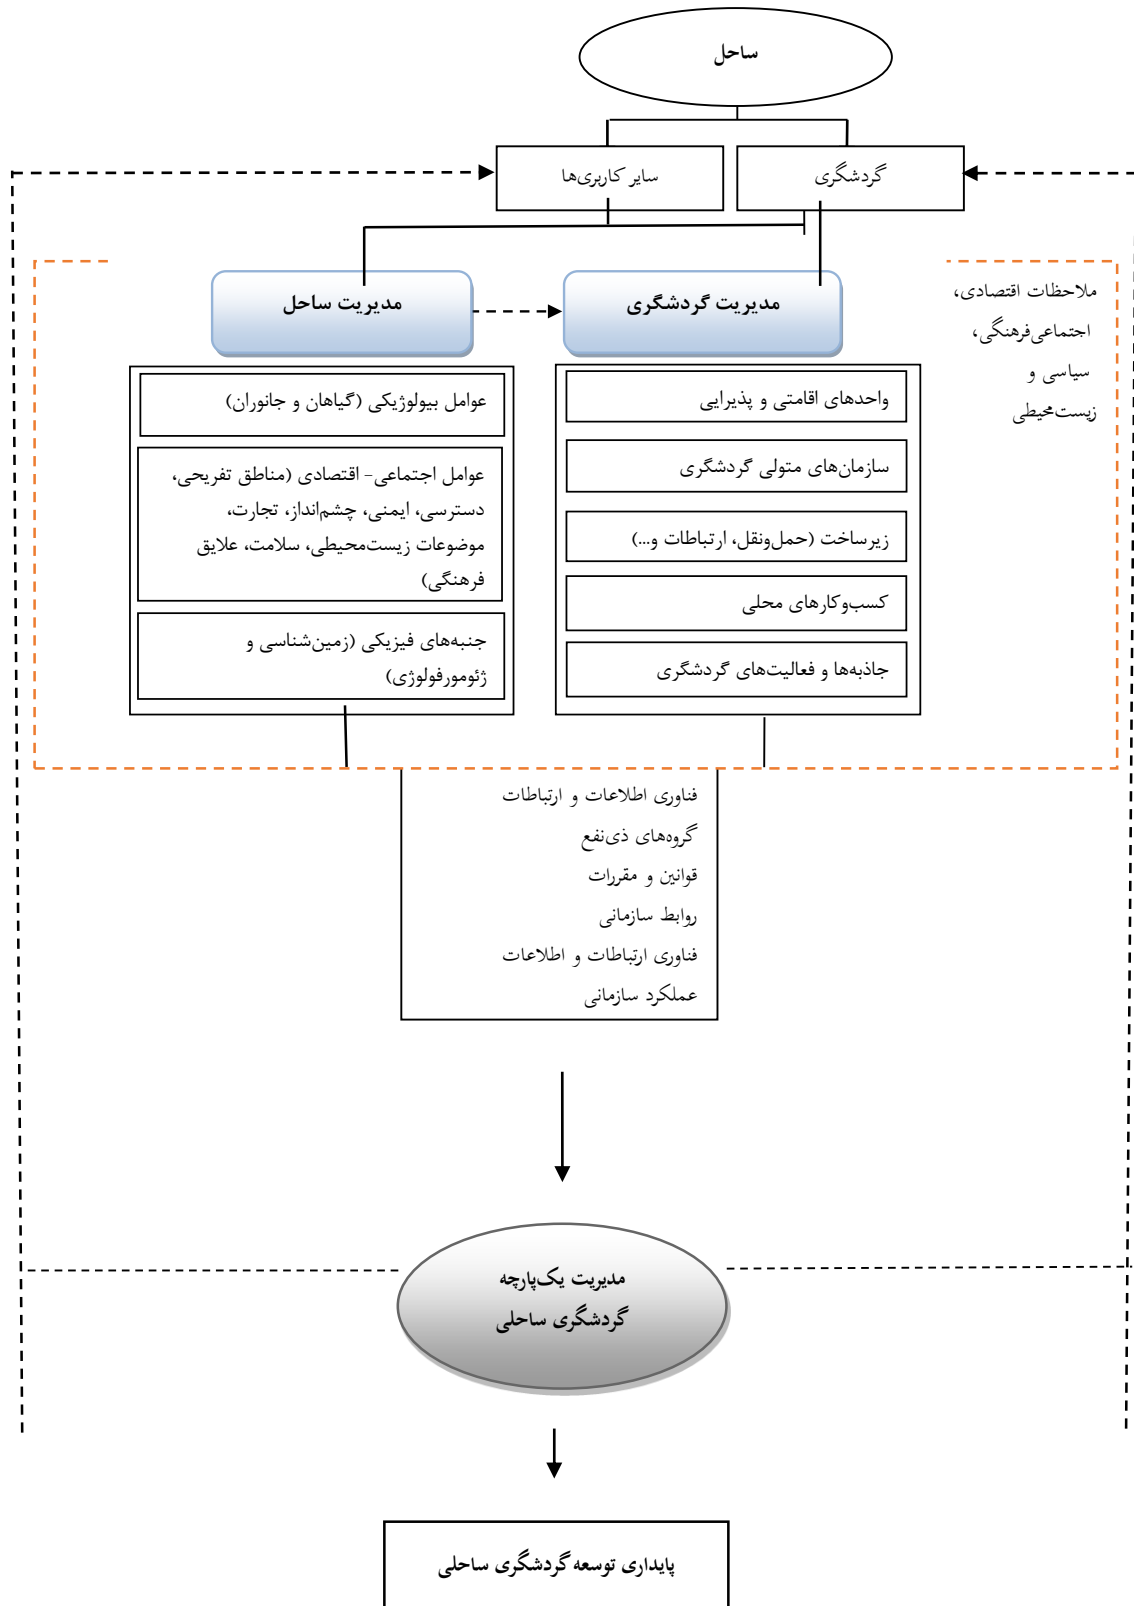 ساحل
گردشگری
سایر کاربری‌ها
ملاحظات اقتصادی،
اجتماعی‌فرهنگی،
سیاسی و
زیست‌محیطی
مدیریت گردشگری
مدیریت ساحل
واحدهای اقامتی و پذیرایی
سازمان‌های متولی گردشگری
زیرساخت (حمل‌ونقل، ارتباطات و...)
کسب‌وکارهای محلی
جاذبه‌ها و فعالیت‌های گردشگری
عوامل بیولوژیکی (گیاهان و جانوران)
عوامل اجتماعی- اقتصادی (مناطق تفریحی،
دسترسی، ایمنی، چشم‌انداز، تجارت،
موضوعات زیست‌محیطی، سلامت، علایق
فرهنگی)
جنبه‌های فیزیکی (زمین‌شناسی و
ژئومورفولوژی)
فناوری اطلاعات و ارتباطات
گروه‌های ذی‌نفع
قوانین و مقررات
روابط سازمانی
فناوری ارتباطات و اطلاعات
عملکرد سازمانی
مدیریت یک‌پارچه
گردشگری ساحلی
پایداری توسعه گردشگری ساحلی